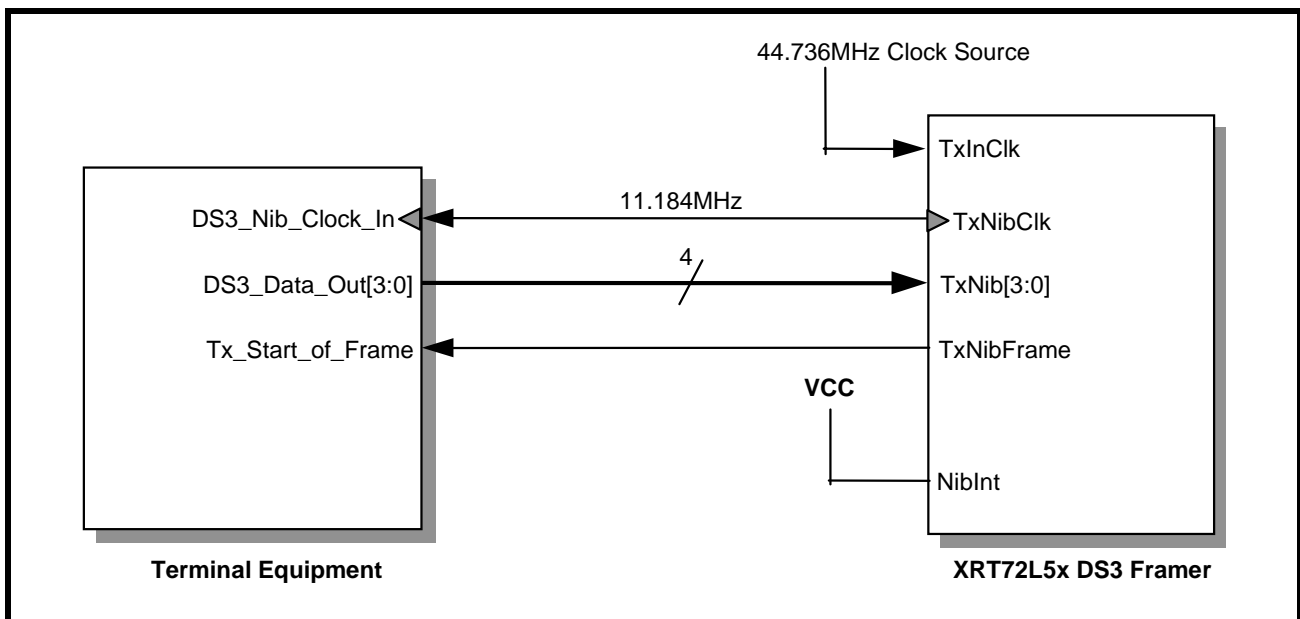 44.736MHz Clock Source
TxInClk
11.184MHz
DS3_Nib_Clock_In
TxNibClk
4
DS3_Data_Out[3:0]
TxNib[3:0]
Tx_Start_of_Frame
TxNibFrame
VCC
NibInt
Terminal Equipment
XRT72L5x DS3 Framer